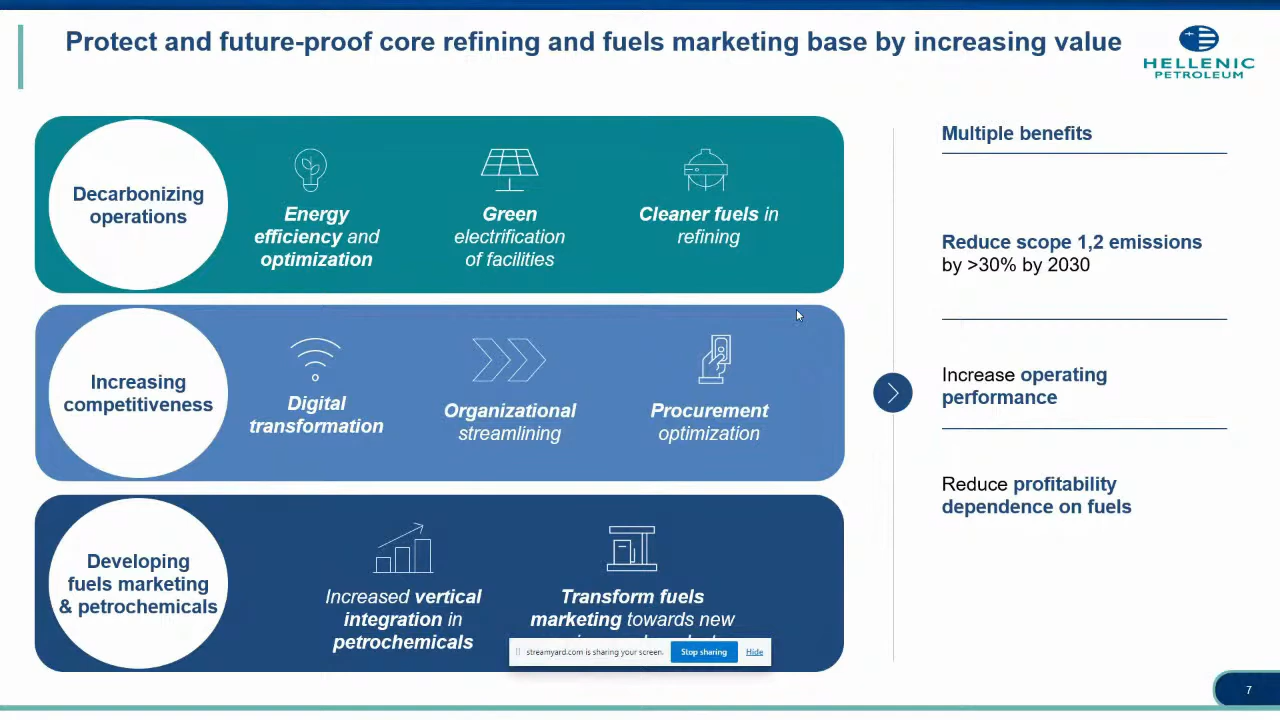 Protect and future-proof core refining and fuels marketing base by increasing value
HELLENIC
PETROLEUM
Decarbonizing
operations
Energy
efficiency and
optimization
Green
electrification
of facilities
Cleaner fuels in
refining
Increasing
competitiveness
Digital
transformation
Organizational
streamlining
Procurement
optimization
Developing
fuels marketing
& petrochemicals
Increased vertical
integration in
petrochemicals
Transform fuels
marketing towards new
Multiple benefits
Reduce scope 1,2 emissions
by >30% by 2030
Increase operating
performance
Reduce profitability
dependence on fuels
streamyard.com is sharing your screen.
Stop sharing
Hide
7